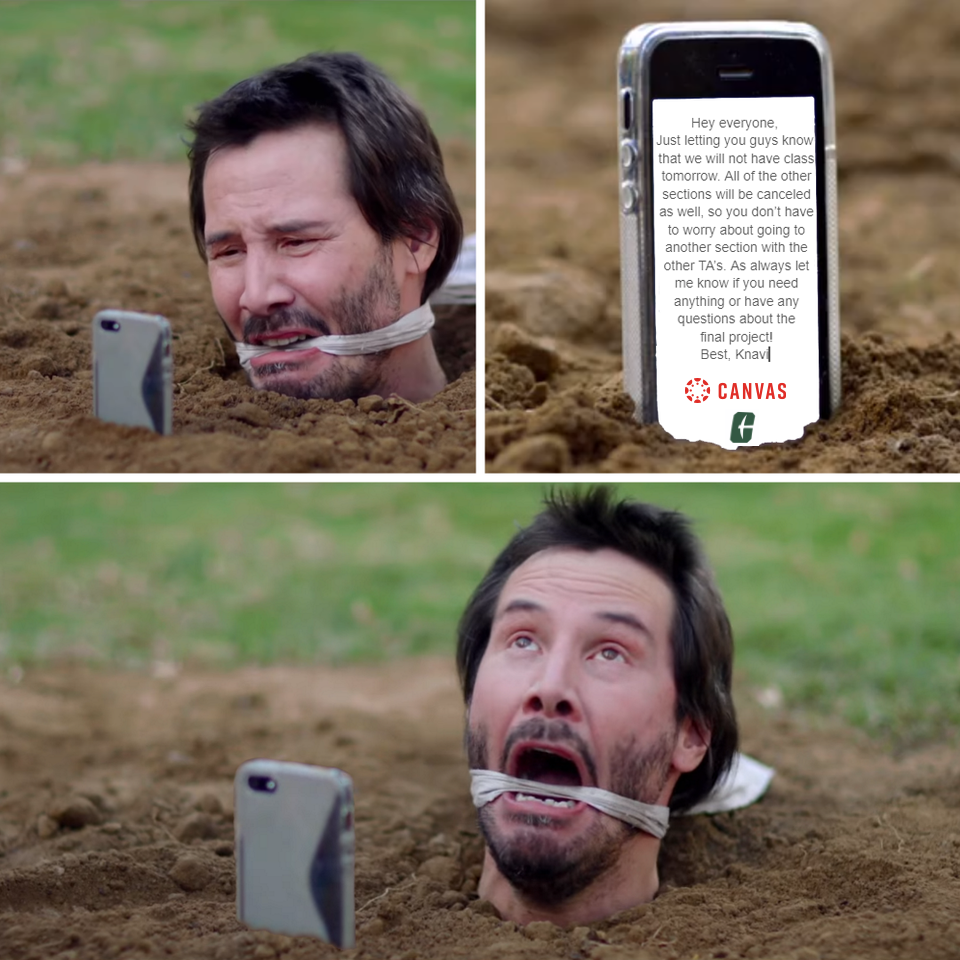 Hey everyone,
Just letting you guys know
that we will not have class
tomorrow. All of the other
sections will be canceled
as well, so you don't have
to worry about going to
another section with the
other TA's. As always let
me know if you need
anything or have any
questions about the
final project!
Best, Knavi
CANVAS